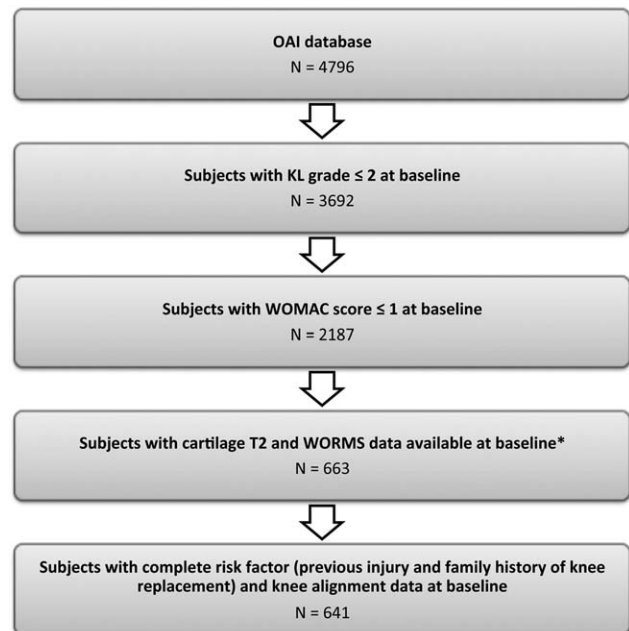 OAI database
N = 4796
Subjects with KL grade ≤ 2 at baseline
N = 3692
Subjects with WOMAC score ≤ 1 at baseline
N = 2187
Subjects with cartilage T2 and WORMS data available at baseline*
N = 663
Subjects with complete risk factor (previous injury and family history of knee
replacement) and knee alignment data at baseline
N = 641